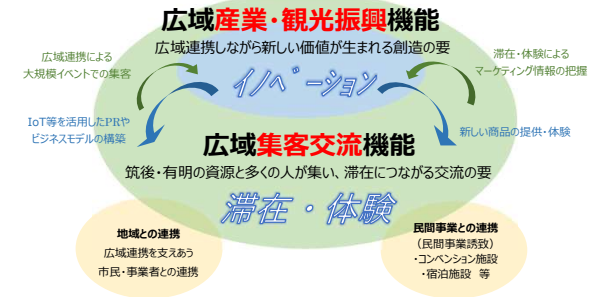 広域産業・観光振興機能
広域連携しながら新しい価値が生まれる創造の要
イノベーション
広域連携による
大規模イベントでの集客
滞在・体験による
マーケティング情報の把握
IoT等を活用したPRや
ビジネスモデルの構築
新しい商品の提供・体験
広域集客交流機能
筑後・有明の資源と多くの人が集い、滞在につながる交流の要
滞在・体験
地域との連携
広域連携を支えあう
市民・事業者との連携
民間事業との連携
（民間事業誘致）
・コンベンション施設
・宿泊施設 等